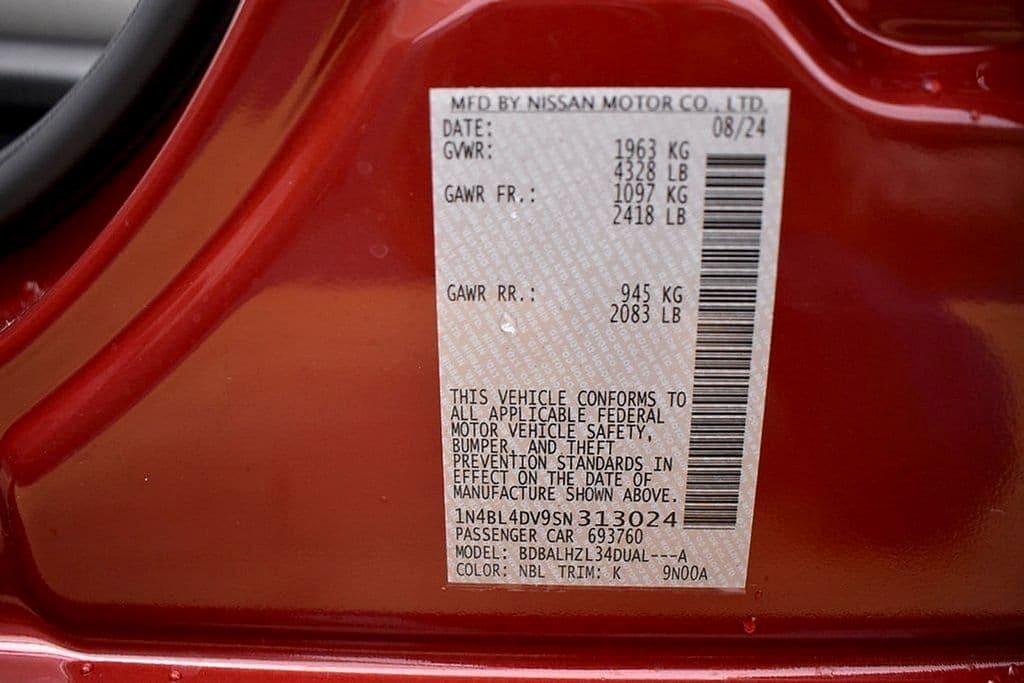 MFD BY NISSAN MOTOR CO., LTD.
DATE: 08/24
GVWR: 1963 KG
4328 LB
GAWR FR.: 1097 KG
2418 LB
GAWR RR.: 945 KG
2083 LB
THIS VEHICLE CONFORMS TO
ALL APPLICABLE FEDERAL
MOTOR VEHICLE SAFETY,
BUMPER, AND THEFT
PREVENTION STANDARDS IN
EFFECT ON THE DATE OF
MANUFACTURE SHOWN ABOVE.
1N4BL4DV9SN313024
PASSENGER CAR 693760
MODEL: BDBALHZL34DUAL---A
COLOR: NBL TRIM: K 9N00A